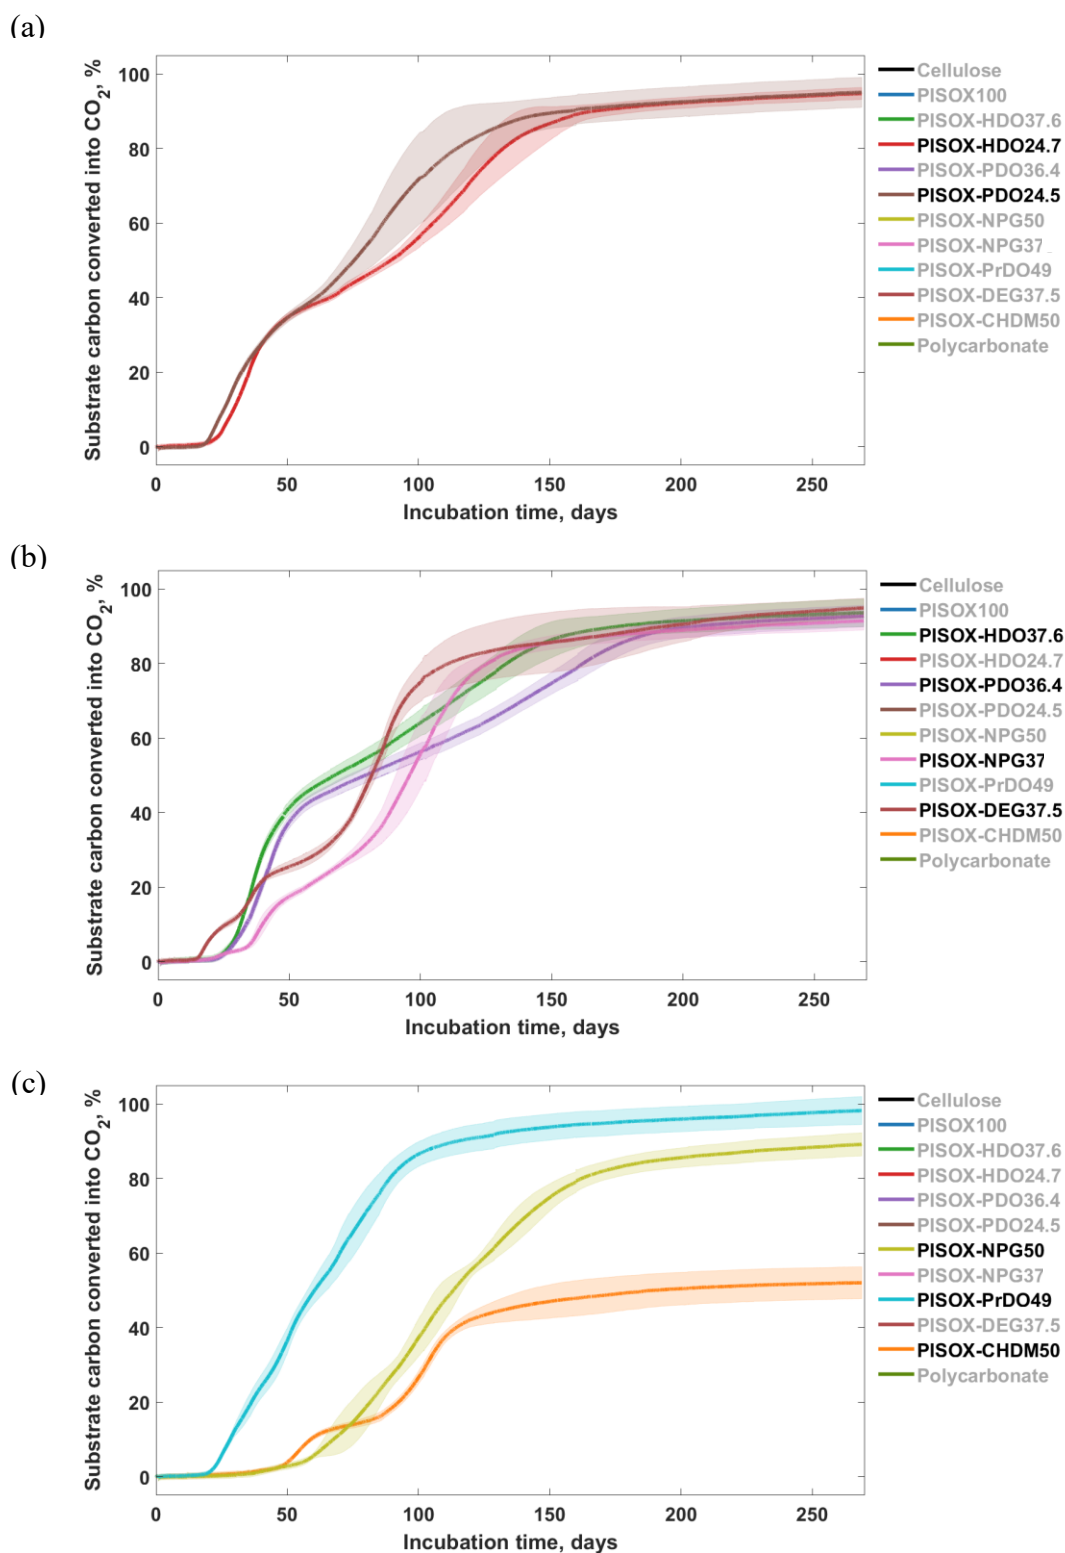 (a)
Substrate carbon converted into CO2, %
100
80
60
40
20
0
0 50 100 150 200 250
Incubation time, days
Cellulose
PISOX100
PISOX-HDO37.6
PISOX-HDO24.7
PISOX-PDO36.4
PISOX-PDO24.5
PISOX-NPG50
PISOX-NPG37
PISOX-PrDO49
PISOX-DEG37.5
PISOX-CHDM50
Polycarbonate
(b)
Substrate carbon converted into CO2, %
100
80
60
40
20
0
0 50 100 150 200 250
Incubation time, days
Cellulose
PISOX100
PISOX-HDO37.6
PISOX-HDO24.7
PISOX-PDO36.4
PISOX-PDO24.5
PISOX-NPG50
PISOX-NPG37
PISOX-PrDO49
PISOX-DEG37.5
PISOX-CHDM50
Polycarbonate
(c)
Substrate carbon converted into CO2, %
100
80
60
40
20
0
0 50 100 150 200 250
Incubation time, days
Cellulose
PISOX100
PISOX-HDO37.6
PISOX-HDO24.7
PISOX-PDO36.4
PISOX-PDO24.5
PISOX-NPG50
PISOX-NPG37
PISOX-PrDO49
PISOX-DEG37.5
PISOX-CHDM50
Polycarbonate